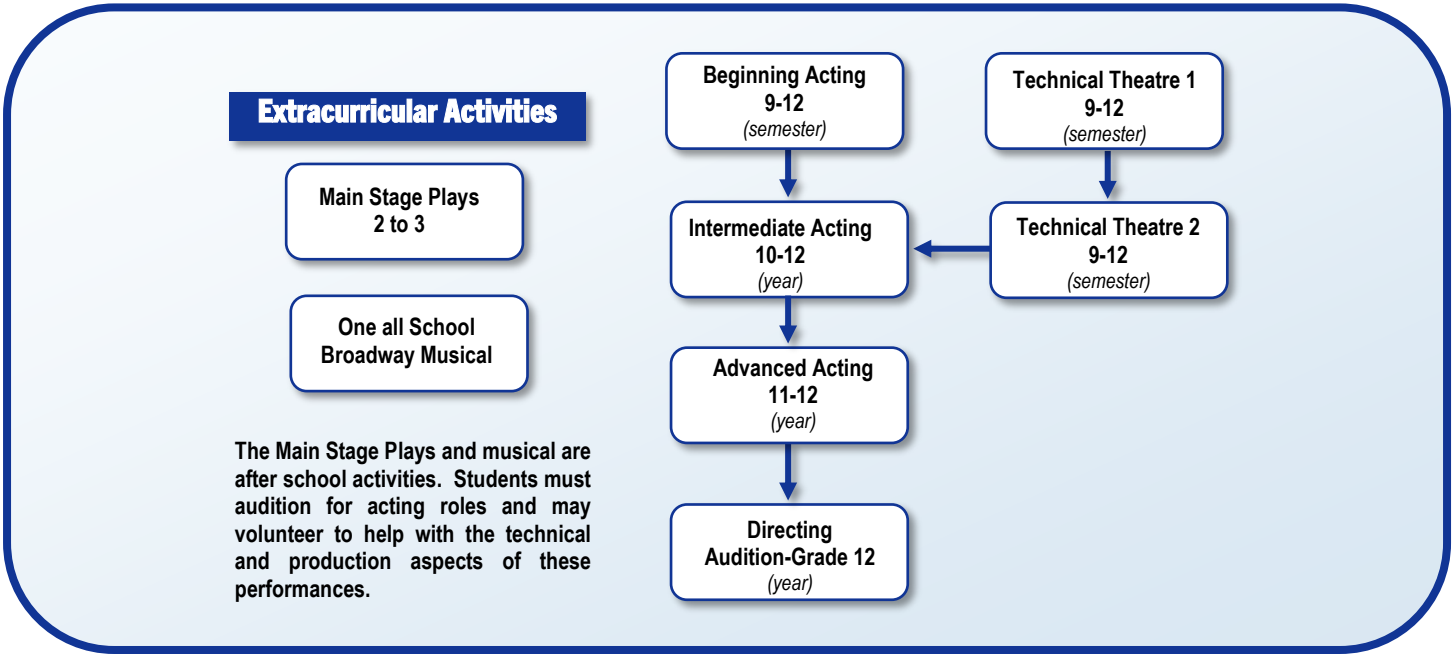 Extracurricular Activities
Main Stage Plays
2 to 3
One all School
Broadway Musical
The Main Stage Plays and musical are
after school activities. Students must
audition for acting roles and may
volunteer to help with the technical
and production aspects of these
performances.
Beginning Acting
9-12
(semester)
Technical Theatre 1
9-12
(semester)
Intermediate Acting
10-12
(year)
Technical Theatre 2
9-12
(semester)
Advanced Acting
11-12
(year)
Directing
Audition-Grade 12
(year)